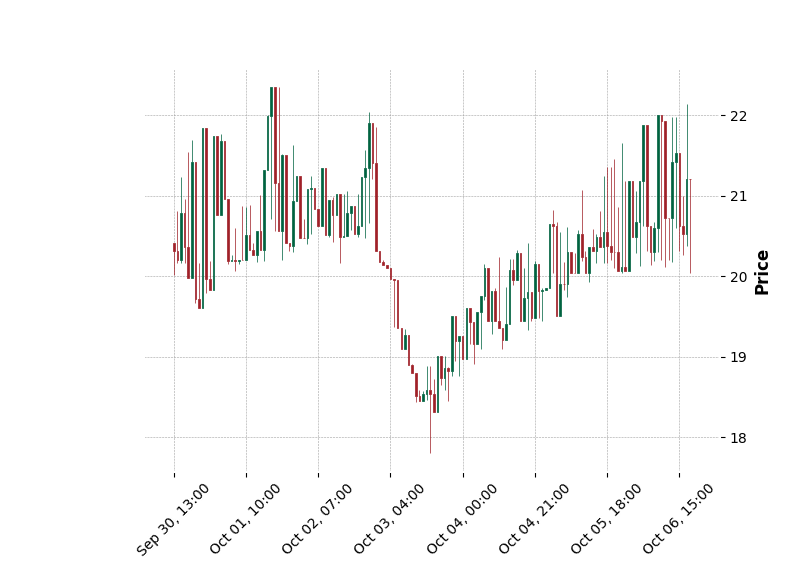 22
21
20
19
18
Price
Sep 30, 13:00
Oct 01, 10:00
Oct 02, 07:00
Oct 03, 04:00
Oct 04, 00:00
Oct 04, 21:00
Oct 05, 18:00
Oct 06, 15:00